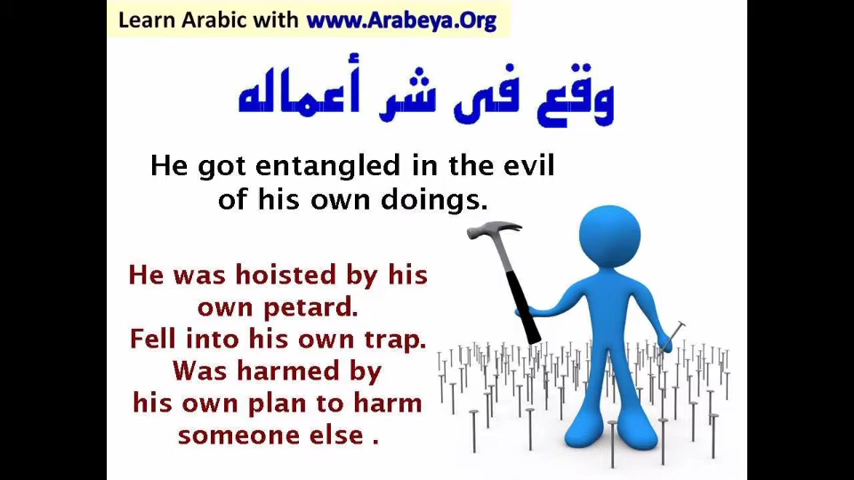 Learn Arabic with www.Arabeya.Org
وقع فى شر أعماله
He got entangled in the evil
of his own doings.
He was hoisted by his
own petard.
Fell into his own trap.
Was harmed by
his own plan to harm
someone else .